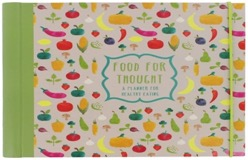 FOOD FOR
THOUGHT
A PLANNER FOR
HEALTHY EATING